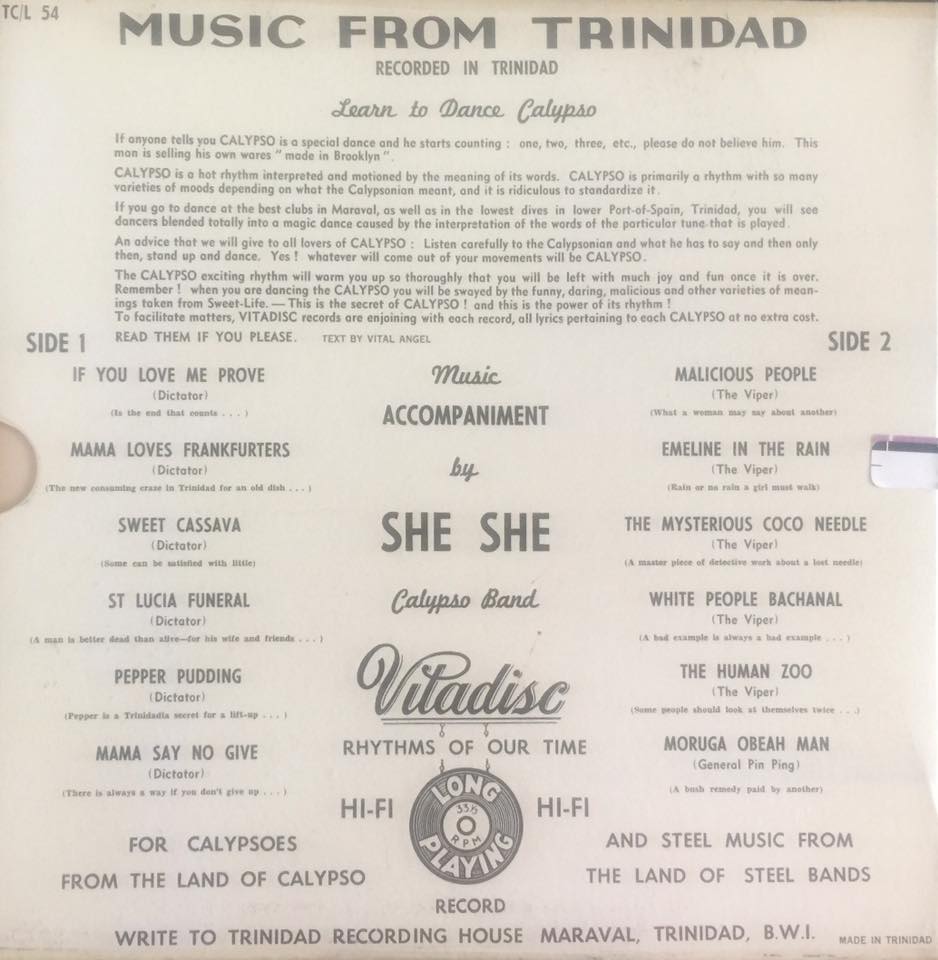 TC/L 54
MUSIC FROM TRINIDAD
RECORDED IN TRINIDAD
Learn to Dance Calypso
If anyone tells you CALYPSO is a special dance and he starts counting : one, two, three, etc., please do not believe him. This
man is selling his own wares " made in Brooklyn ".
CALYPSO is a hot rhythm interpreted and motioned by the meaning of its words. CALYPSO is primarily a rhythm with so many
varieties of moods depending on what the Calypsonian meant, and it is ridiculous to standardize it.
If you go to dance at the best clubs in Maraval, as well as in the lowest dives in lower Port-of-Spain, Trinidad, you will see
dancers blended totally into a magic dance caused by the interpretation of the words of the particular tune that is played.
An advice that we will give to all lovers of CALYPSO : Listen carefully to the Calypsonian and what he has to say and then only
then, stand up and dance. Yes ! whatever will come out of your movements will be CALYPSO.
The CALYPSO exciting rhythm will warm you up so thoroughly that you will be left with much joy and fun once it is over.
Remember ! when you are dancing the CALYPSO you will be swayed by the funny, daring, malicious and other varieties of mean-
ings taken from Sweet-Life. — This is the secret of CALYPSO ! and this is the power of its rhythm !
To facilitate matters, VITADISC records are enjoining with each record, all lyrics pertaining to each CALYPSO at no extra cost.
READ THEM IF YOU PLEASE. TEXT BY VITAL ANGEL
SIDE 1
IF YOU LOVE ME PROVE
(Dictator)
(Is the end that counts . . . )
MAMA LOVES FRANKFURTERS
(Dictator)
(The new consuming craze in Trinidad for an old dish . . . )
SWEET CASSAVA
(Dictator)
(Some can be satisfied with little)
ST LUCIA FUNERAL
(Dictator)
(A man is better dead than alive—for his wife and friends . . . )
PEPPER PUDDING
(Dictator)
(Pepper is a Trinidadia secret for a lift-up . . . )
MAMA SAY NO GIVE
(Dictator)
(There is always a way if you don't give up . . . )
Music
ACCOMPANIMENT
by
SHE SHE
Calypso Band
Vitadisc
RHYTHMS OF OUR TIME
HI-FI
LONG
33⅓
RPM
PLAYING
HI-FI
RECORD
SIDE 2
MALICIOUS PEOPLE
(The Viper)
(What a woman may say about another)
EMELINE IN THE RAIN
(The Viper)
(Rain or no rain a girl must walk)
THE MYSTERIOUS COCO NEEDLE
(The Viper)
(A master piece of detective work about a lost needle)
WHITE PEOPLE BACHANAL
(The Viper)
(A bad example is always a bad example . . . )
THE HUMAN ZOO
(The Viper)
(Some people should look at themselves twice . . .)
MORUGA OBEAH MAN
(General Pin Ping)
(A bush remedy paid by another)
FOR CALYPSOES
FROM THE LAND OF CALYPSO
AND STEEL MUSIC FROM
THE LAND OF STEEL BANDS
WRITE TO TRINIDAD RECORDING HOUSE MARAVAL, TRINIDAD, B.W.I.
MADE IN TRINIDAD